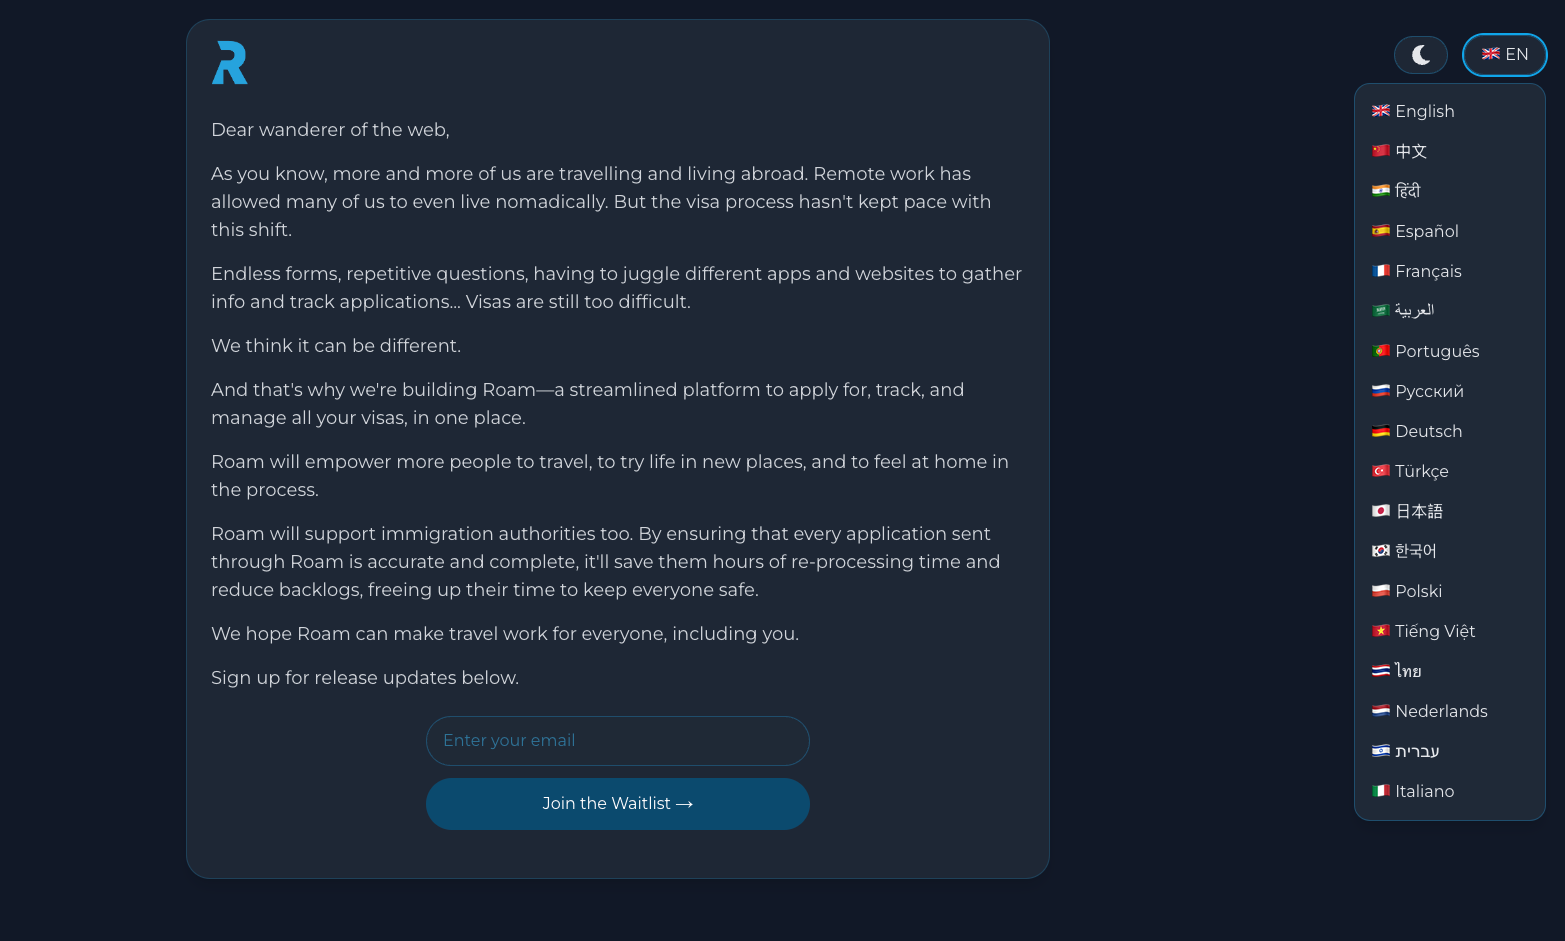 R
Dear wanderer of the web,
As you know, more and more of us are travelling and living abroad. Remote work has
allowed many of us to even live nomadically. But the visa process hasn't kept pace with
this shift.
Endless forms, repetitive questions, having to juggle different apps and websites to gather
info and track applications... Visas are still too difficult.
We think it can be different.
And that's why we're building Roam—a streamlined platform to apply for, track, and
manage all your visas, in one place.
Roam will empower more people to travel, to try life in new places, and to feel at home in
the process.
Roam will support immigration authorities too. By ensuring that every application sent
through Roam is accurate and complete, it'll save them hours of re-processing time and
reduce backlogs, freeing up their time to keep everyone safe.
We hope Roam can make travel work for everyone, including you.
Sign up for release updates below.
Enter your email
Join the Waitlist →
EN
English
中文
हिंदी
Español
Français
العربية
Português
Русский
Deutsch
Türkçe
日本語
한국어
Polski
Tiếng Việt
ไทย
Nederlands
עברית
Italiano